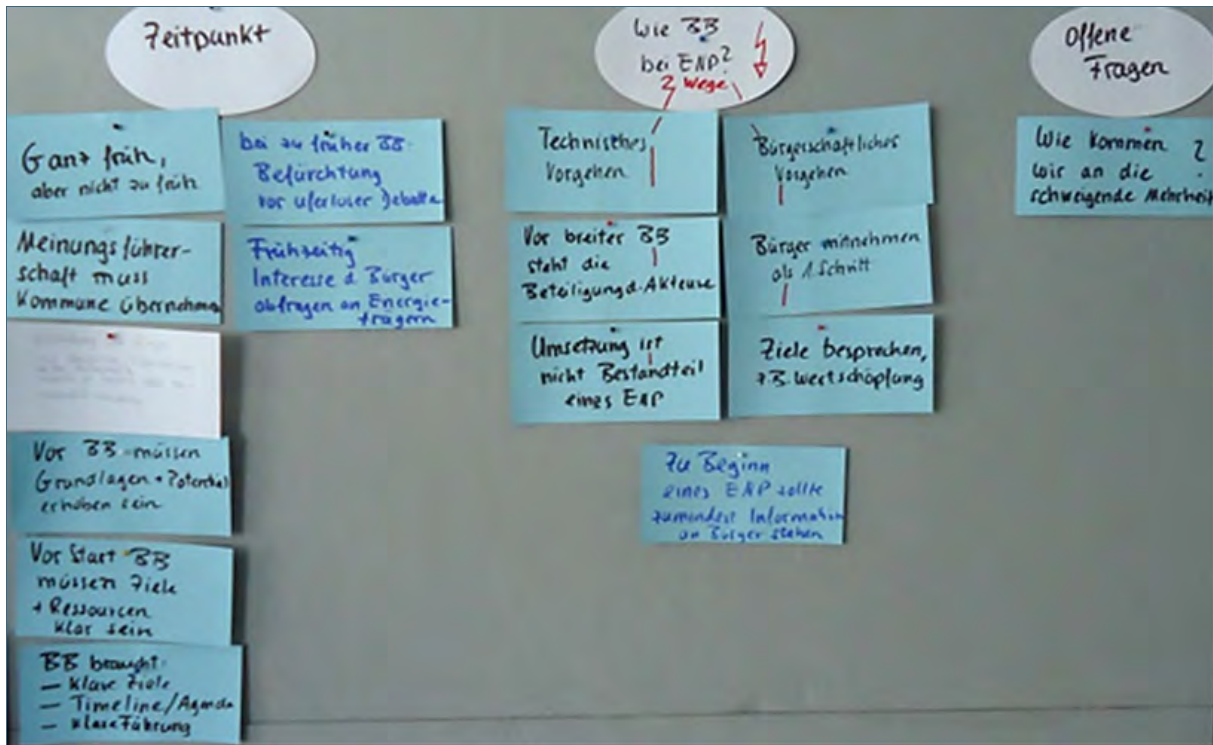 Zeitpunkt
Ganz früh,
aber nicht zu früh
Meinungsführer-
schaft muss
Kommune übernehmen
Vor BB müssen
Grundlagen + Potential
erhoben sein
Vor Start BB
müssen Ziele
+ Ressourcen
klar sein
BB braucht:
– klare Ziele
– Timeline/Agenda
– klare Führung
bei zu früher BB
Befürchtung
vor uferloser Debatte
Frühzeitig
Interesse d. Bürger
abfragen an Energie-
trägern
Wie BB
bei ENP?
2 Wege
Technisches
Vorgehen
Vor breiter BB
steht die
Beteiligung d. Akteure
Umsetzung ist
nicht Bestandteil
eines ENP
Bürgerschaftliches
Vorgehen
Bürger mitnehmen
als 1. Schritt
Ziele besprechen,
z.B. Wertschöpfung
Zu Beginn
eines ENP sollte
zumindest Information
an Bürger stehen
Offene
Fragen
Wie kommen
wir an die ?
schweigende Mehrheit